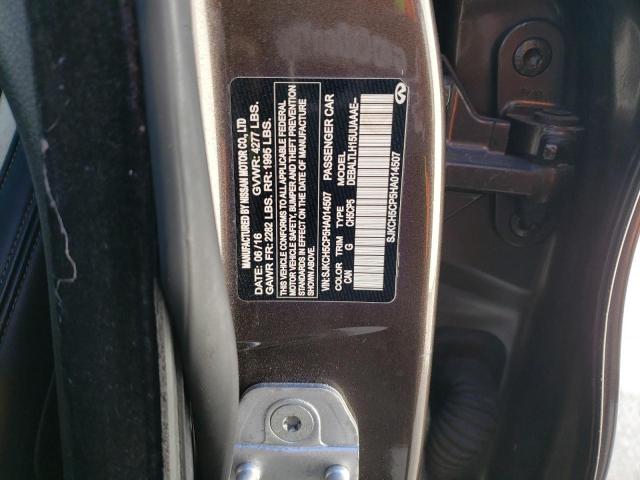 MANUFACTURED BY NISSAN MOTOR CO., LTD
DATE: 06/16 GVWR: 4277 LBS.
GAWR FR: 2282 LBS. RR: 1995 LBS.
THIS VEHICLE CONFORMS TO ALL APPLICABLE FEDERAL
MOTOR VEHICLE SAFETY, BUMPER AND THEFT PREVENTION
STANDARDS IN EFFECT ON THE DATE OF MANUFACTURE
SHOWN ABOVE.
VIN:SJKCH5CP5HA014507 PASSENGER CAR
COLOR TRIM TYPE MODEL
CAN G CH5CP5 DEBALTLH15UUAAAE-
SJKCH5CP5HA014507